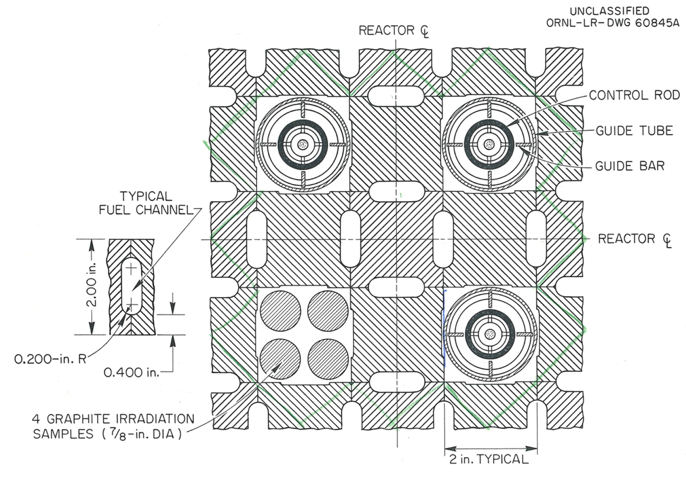 UNCLASSIFIED
ORNL-LR-DWG 60845A
REACTOR ℄
CONTROL ROD
GUIDE TUBE
GUIDE BAR
TYPICAL
FUEL CHANNEL
REACTOR ℄
2.00 in.
0.200-in. R
0.400 in.
4 GRAPHITE IRRADIATION
SAMPLES (7/8-in. DIA)
2 in. TYPICAL